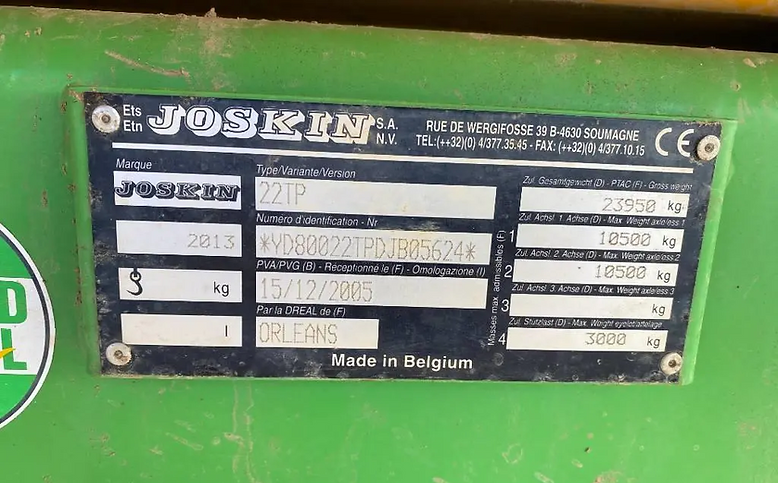 Ets
Etn
JOSKIN S.A.
N.V.
RUE DE WERGIFOSSE 39 B-4630 SOUMAGNE
TEL:(++32)(0) 4/377.35.45 - FAX: (++32)(0) 4/377.10.15
CE
Marque
JOSKIN
2013
kg
l
Type/Variante/Version
22TP
Numero d'identification - Nr
*YD80022TPDJB05624*
PVA/PVG (B) - Réceptionné le (F) - Omologazione (I)
15/12/2005
Par la DREAL de (F)
ORLEANS
Made in Belgium
Masses max. admissibles (F)
Zul. Gesamtgewicht (D) - PTAC (F) - Gross weight
23950 kg
Zul. Achsl. 1. Achse (D) - Max. Weight axle/ess 1
1 10500 kg
Zul. Achsl. 2. Achse (D) - Max. Weight axle/ess 2
2 10500 kg
Zul. Achsl. 3. Achse (D) - Max. Weight axle/ess 3
3 kg
Zul. Stützlast (D) - Max. Weight
4 3000 kg
D
L